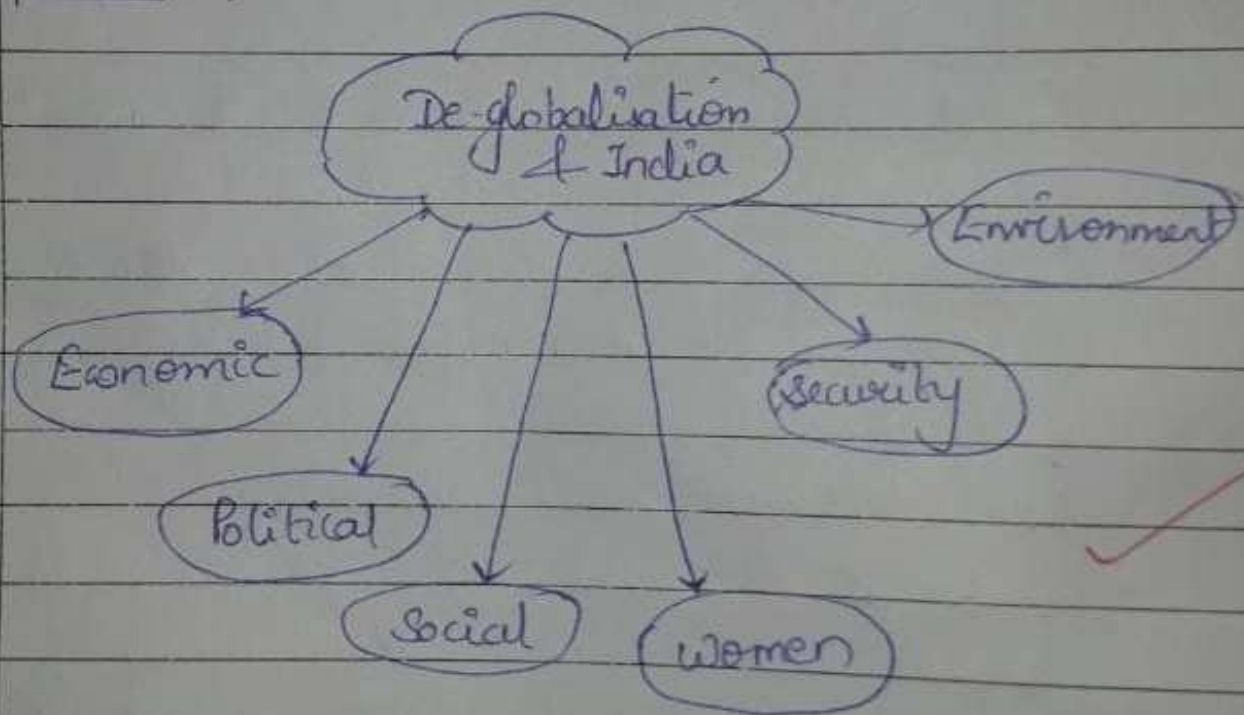 De-globalisation
& India
Environment
Economic
Security
Political
Social
Women